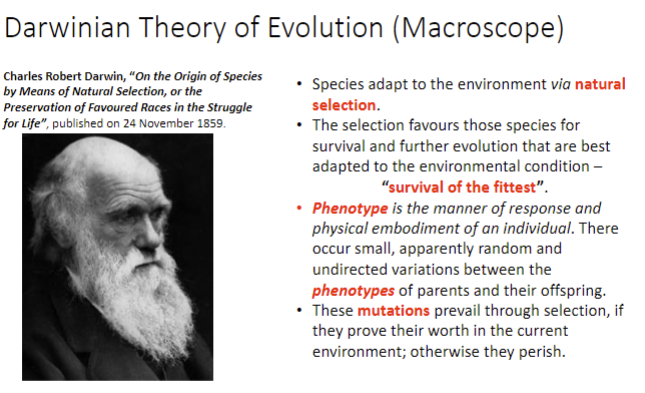 Darwinian Theory of Evolution (Macroscope)
Charles Robert Darwin, "On the Origin of Species
by Means of Natural Selection, or the
Preservation of Favoured Races in the Struggle
for Life", published on 24 November 1859.
• Species adapt to the environment via natural
selection.
• The selection favours those species for
survival and further evolution that are best
adapted to the environmental condition –
"survival of the fittest".
• Phenotype is the manner of response and
physical embodiment of an individual. There
occur small, apparently random and
undirected variations between the
phenotypes of parents and their offspring.
• These mutations prevail through selection, if
they prove their worth in the current
environment; otherwise they perish.